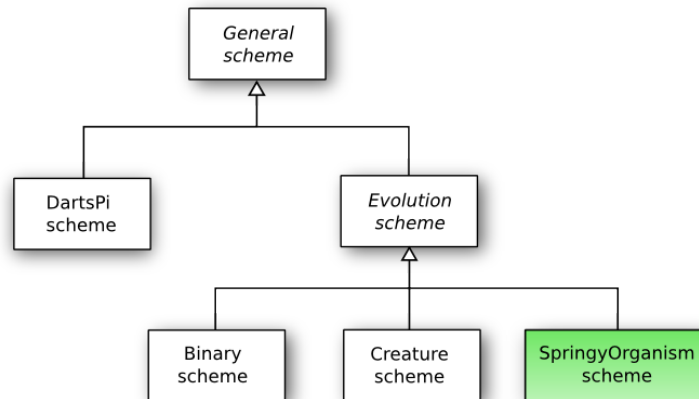 General
scheme
DartsPi
scheme
Evolution
scheme
Binary
scheme
Creature
scheme
SpringyOrganism
scheme